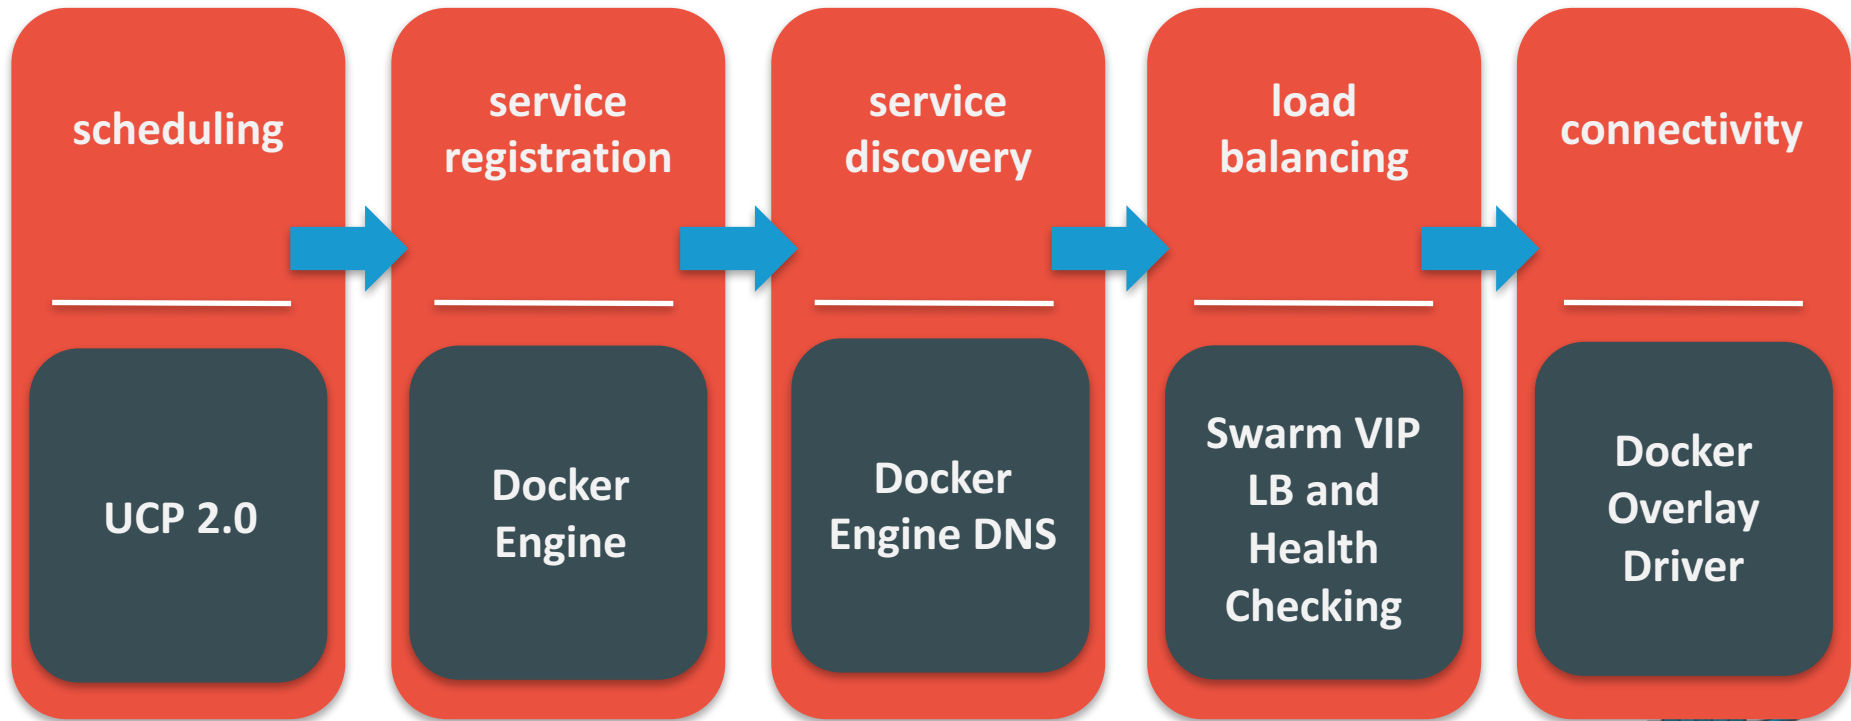 scheduling
service
registration
service
discovery
load
balancing
connectivity
UCP 2.0
Docker
Engine
Docker
Engine DNS
Swarm VIP
LB and
Health
Checking
Docker
Overlay
Driver